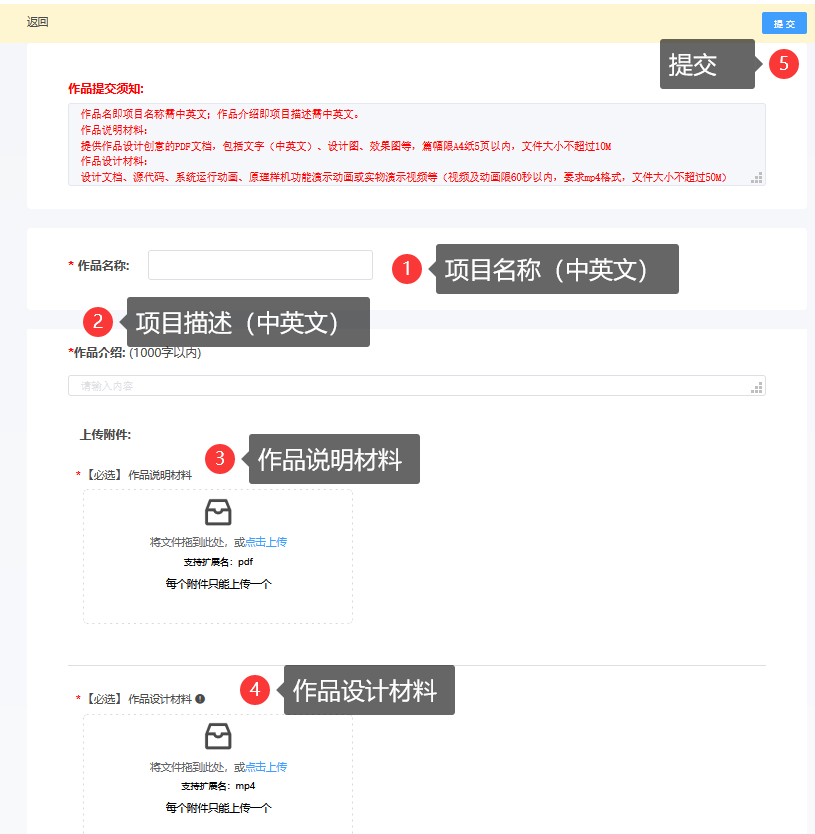 返回
提 交
提交
5
作品提交须知:
作品名即项目名称需中英文；作品介绍即项目描述需中英文。
作品说明材料：
提供作品设计创意的PDF文档，包括文字（中英文）、设计图、效果图等，篇幅限A4纸5页以内，文件大小不超过10M
作品设计材料：
设计文档、源代码、系统运行动画、原理样机功能演示动画或实物演示视频等（视频及动画限60秒以内，要求mp4格式，文件大小不超过50M）
* 作品名称:
1
项目名称（中英文）
2
项目描述（中英文）
*作品介绍: (1000字以内)
请输入内容
上传附件:
3
作品说明材料
* 【必选】 作品说明材料
将文件拖到此处，或点击上传
支持扩展名：pdf
每个附件只能上传一个
4
作品设计材料
* 【必选】 作品设计材料
将文件拖到此处，或点击上传
支持扩展名：mp4
每个附件只能上传一个